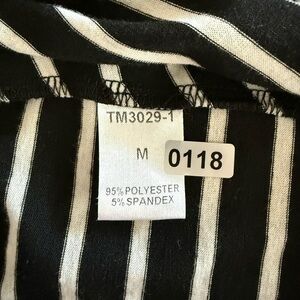 TM3029-1
M
0118
95%POLYESTER
5%SPANDEX